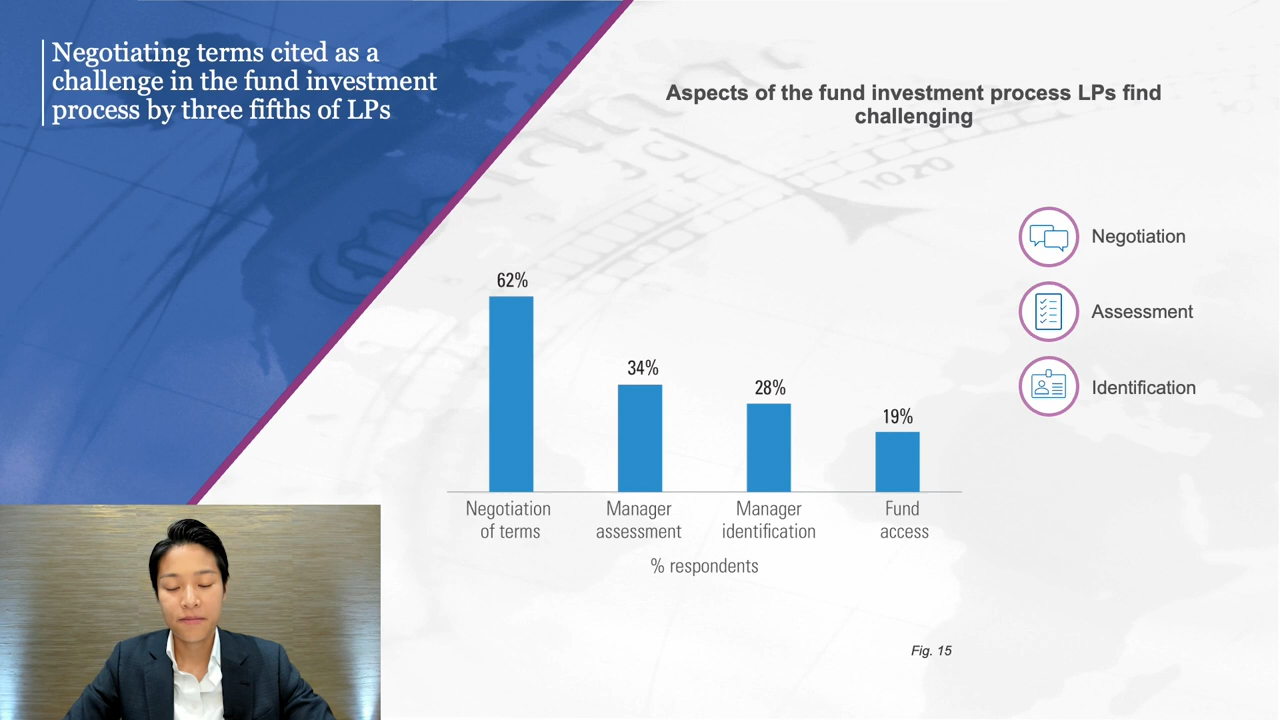 Negotiating terms cited as a
challenge in the fund investment
process by three fifths of LPs
Aspects of the fund investment process LPs find
challenging
1020
Negotiation
Assessment
Identification
62%
34%
28%
19%
Negotiation
of terms
Manager
assessment
Manager
identification
Fund
access
% respondents
Fig. 15